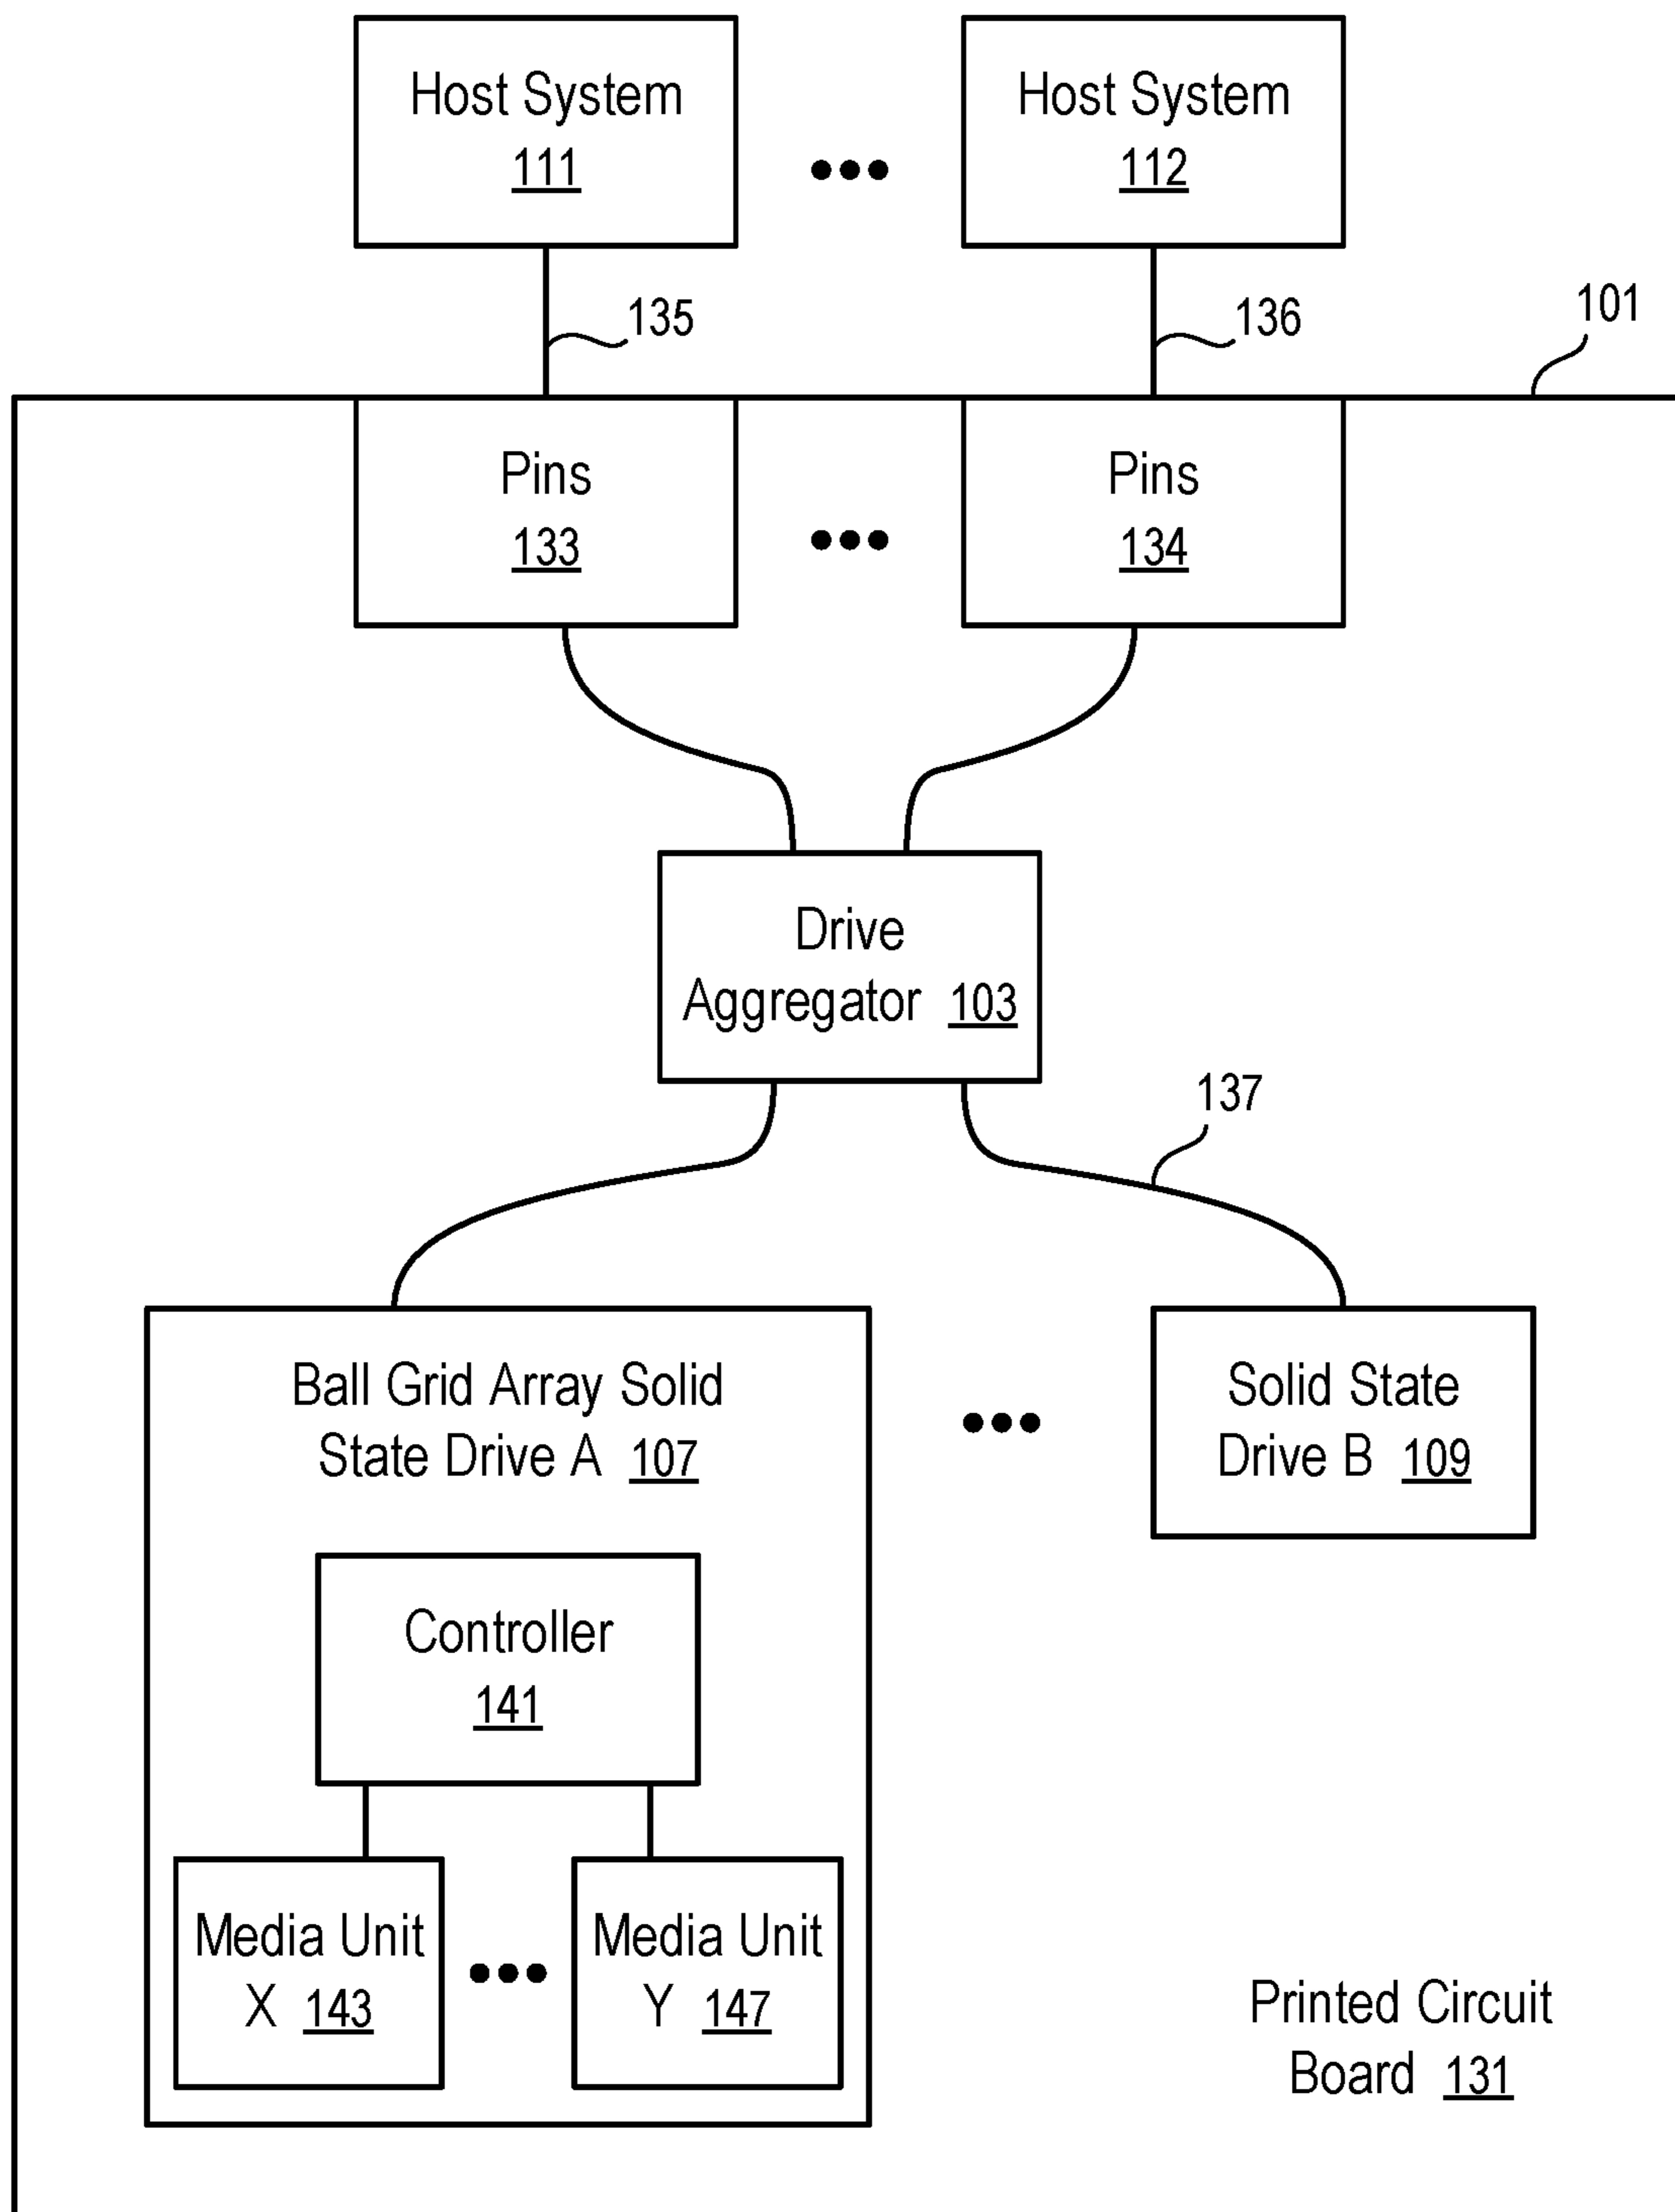 Host System
111
Host System
112
135
136
101
Pins
133
Pins
134
Drive
Aggregator 103
137
Ball Grid Array Solid
State Drive A 107
Solid State
Drive B 109
Controller
141
Media Unit
X 143
Media Unit
Y 147
Printed Circuit
Board 131